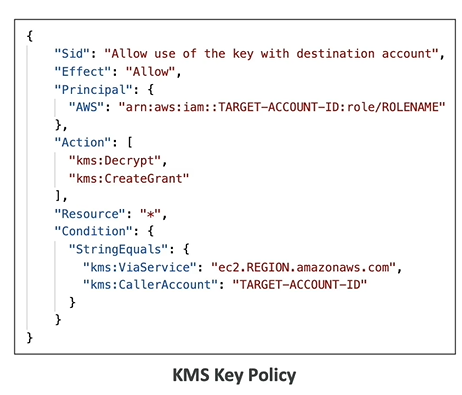 {
"Sid": "Allow use of the key with destination account",
"Effect": "Allow",
"Principal": {
"AWS": "arn:aws:iam::TARGET-ACCOUNT-ID:role/ROLENAME"
},
"Action": [
"kms:Decrypt",
"kms:CreateGrant"
],
"Resource": "*",
"Condition": {
"StringEquals": {
"kms:ViaService": "ec2.REGION.amazonaws.com",
"kms:CallerAccount": "TARGET-ACCOUNT-ID"
}
}
}
KMS Key Policy